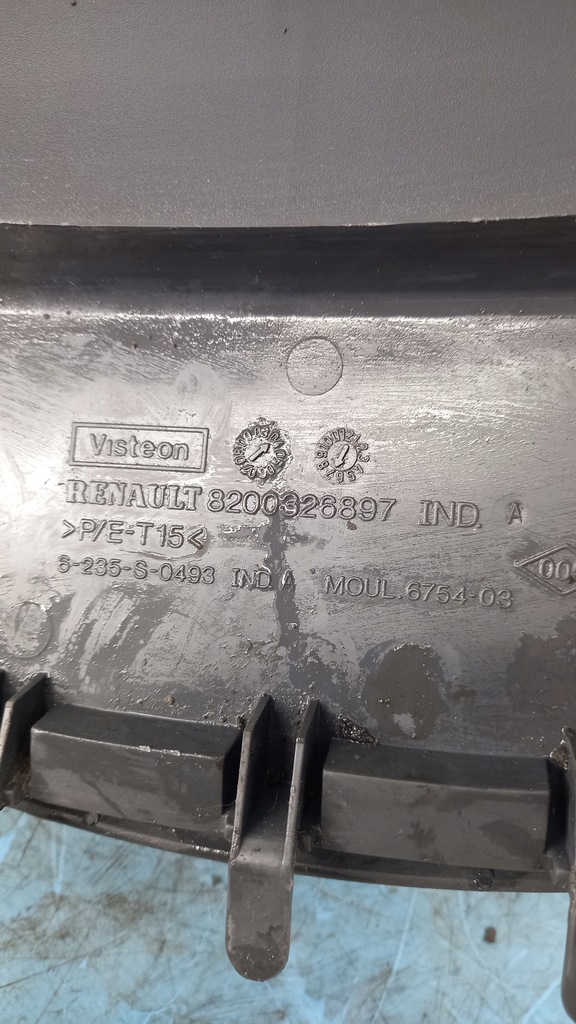 Visteon
RENAULT 8200326897 IND. A
>P/E-T15<
6-235-S-0493 IND A MOUL.6754-03